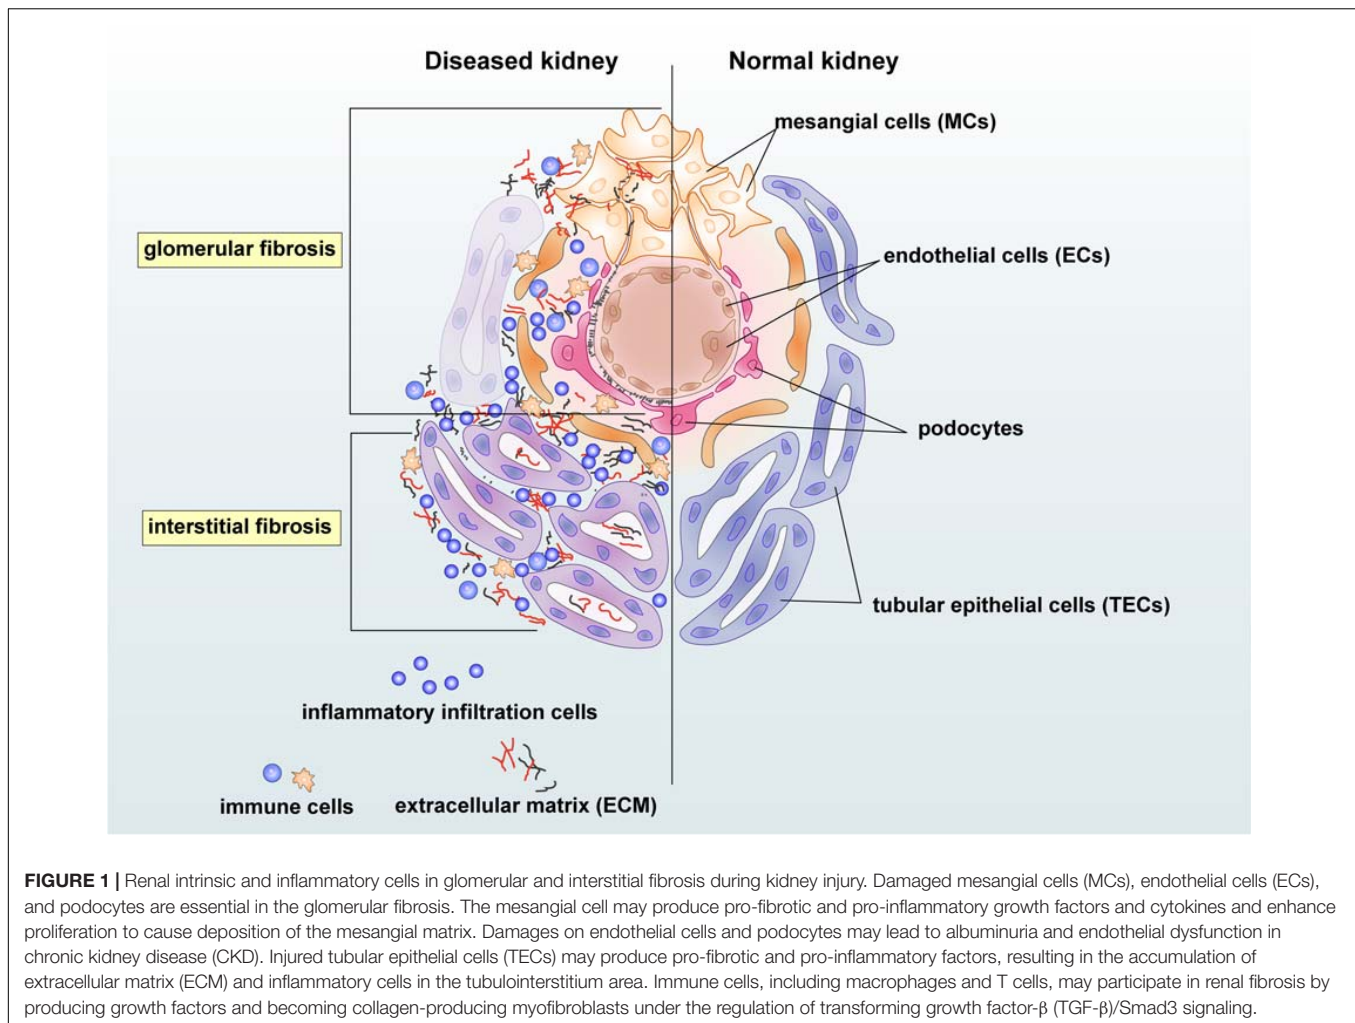 Diseased kidney
Normal kidney
mesangial cells (MCs)
glomerular fibrosis
endothelial cells (ECs)
podocytes
interstitial fibrosis
tubular epithelial cells (TECs)
inflammatory infiltration cells
immune cells
extracellular matrix (ECM)
FIGURE 1 | Renal intrinsic and inflammatory cells in glomerular and interstitial fibrosis during kidney injury. Damaged mesangial cells (MCs), endothelial cells (ECs),
and podocytes are essential in the glomerular fibrosis. The mesangial cell may produce pro-fibrotic and pro-inflammatory growth factors and cytokines and enhance
proliferation to cause deposition of the mesangial matrix. Damages on endothelial cells and podocytes may lead to albuminuria and endothelial dysfunction in
chronic kidney disease (CKD). Injured tubular epithelial cells (TECs) may produce pro-fibrotic and pro-inflammatory factors, resulting in the accumulation of
extracellular matrix (ECM) and inflammatory cells in the tubulointerstitium area. Immune cells, including macrophages and T cells, may participate in renal fibrosis by
producing growth factors and becoming collagen-producing myofibroblasts under the regulation of transforming growth factor-β (TGF-β)/Smad3 signaling.